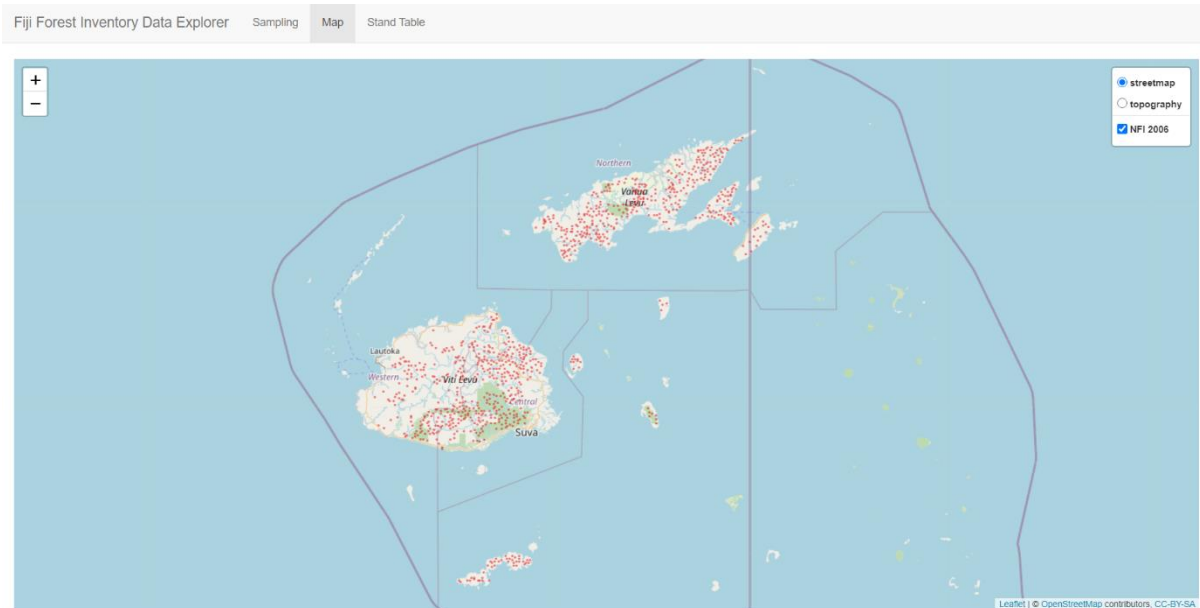 Fiji Forest Inventory Data Explorer Sampling Map Stand Table
+
−
streetmap
topography
NFI 2006
Northern
Vanua
Levu
Lautoka
Western
Viti Levu
Central
Suva
Leaflet | © OpenStreetMap contributors, CC-BY-SA